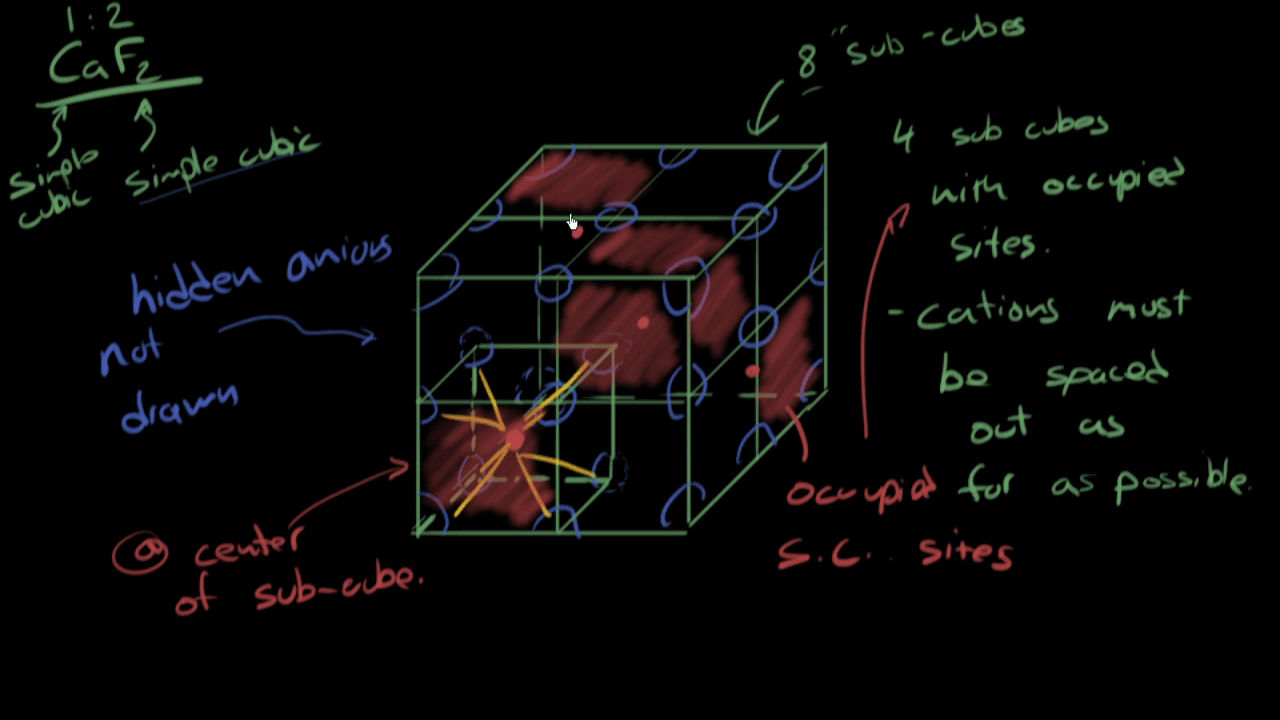 1 : 2
CaF2
simple cubic
simple cubic
hidden anions
not
drawn
@ center
of sub-cube.
8 "sub-cubes
4 sub cubes
with occupied
sites.
- Cations must
be spaced
out as
far as possible.
occupied
S.C. sites